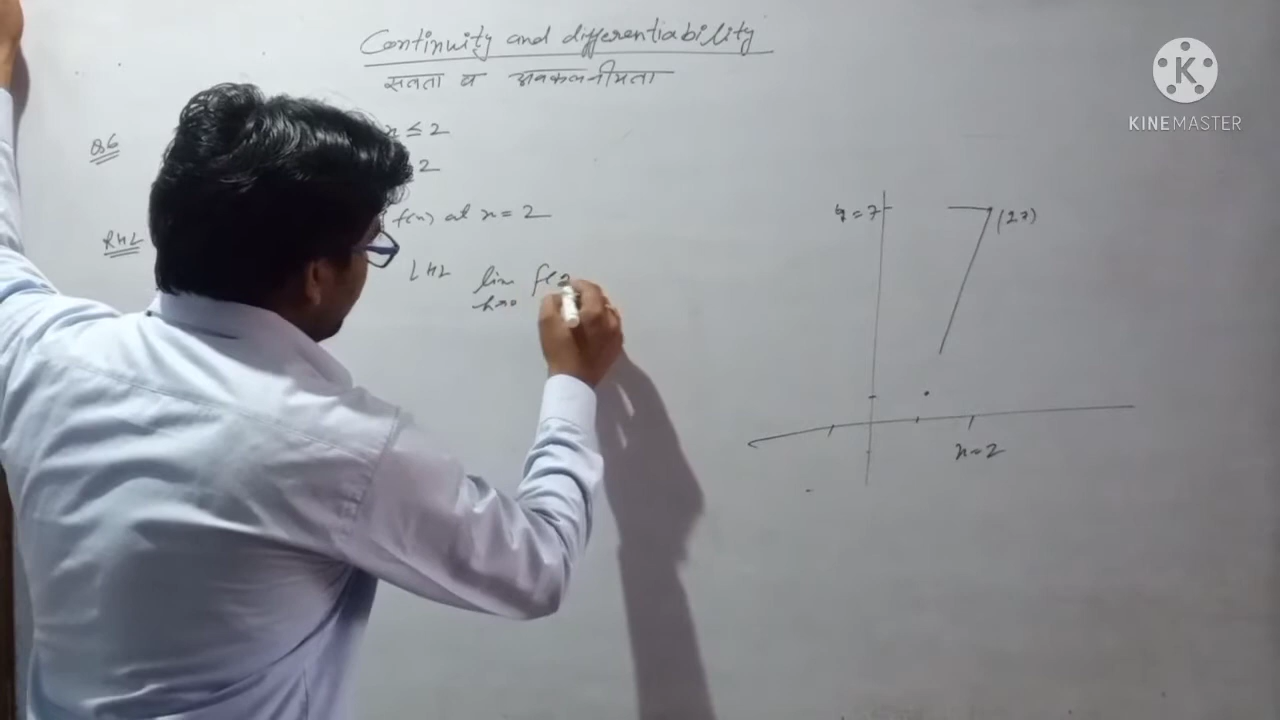 Continuity and differentiability
सतता व अवकलनीयता
Q.6
x ≤ 2
2
f(x) at x = 2
RHL
LHL lim f(2
h→0
y = 7
(2 7)
x = 2
K
KINEMASTER